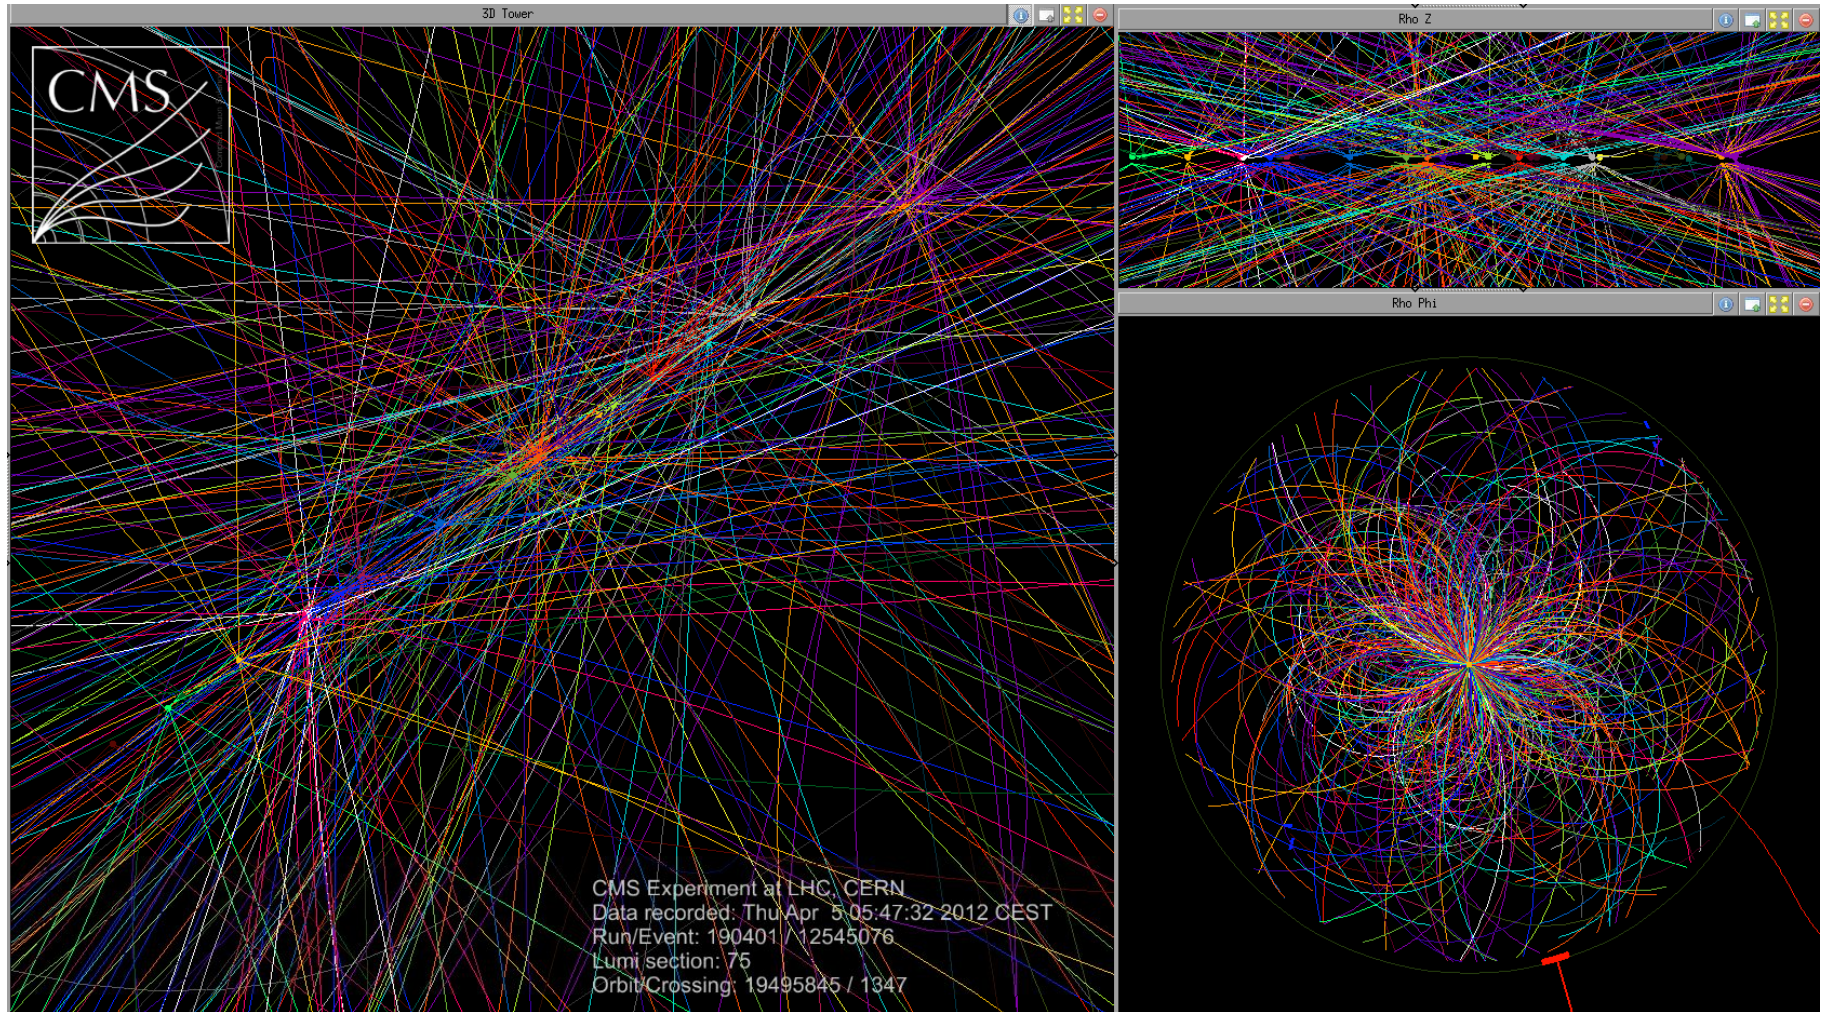 3D Tower
CMS
Rho Z
Rho Phi
CMS Experiment at LHC, CERN
Data recorded: Thu Apr 5 05:47:32 2012 CEST
Run/Event: 190401 / 12545076
Lumi section: 75
Orbit/Crossing: 19495845 / 1347